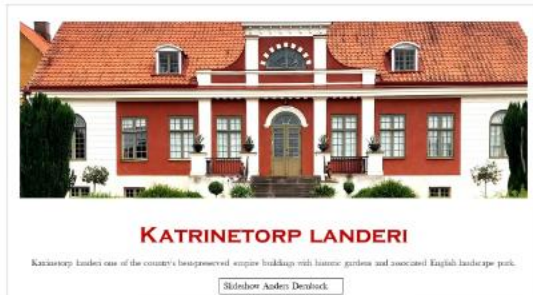 KATRINETORP LANDERI
Katrinetorp landeri one of the country's best-preserved empire buildings with historic gardens and associated English landscape park.
Slideshow Anders Dernback